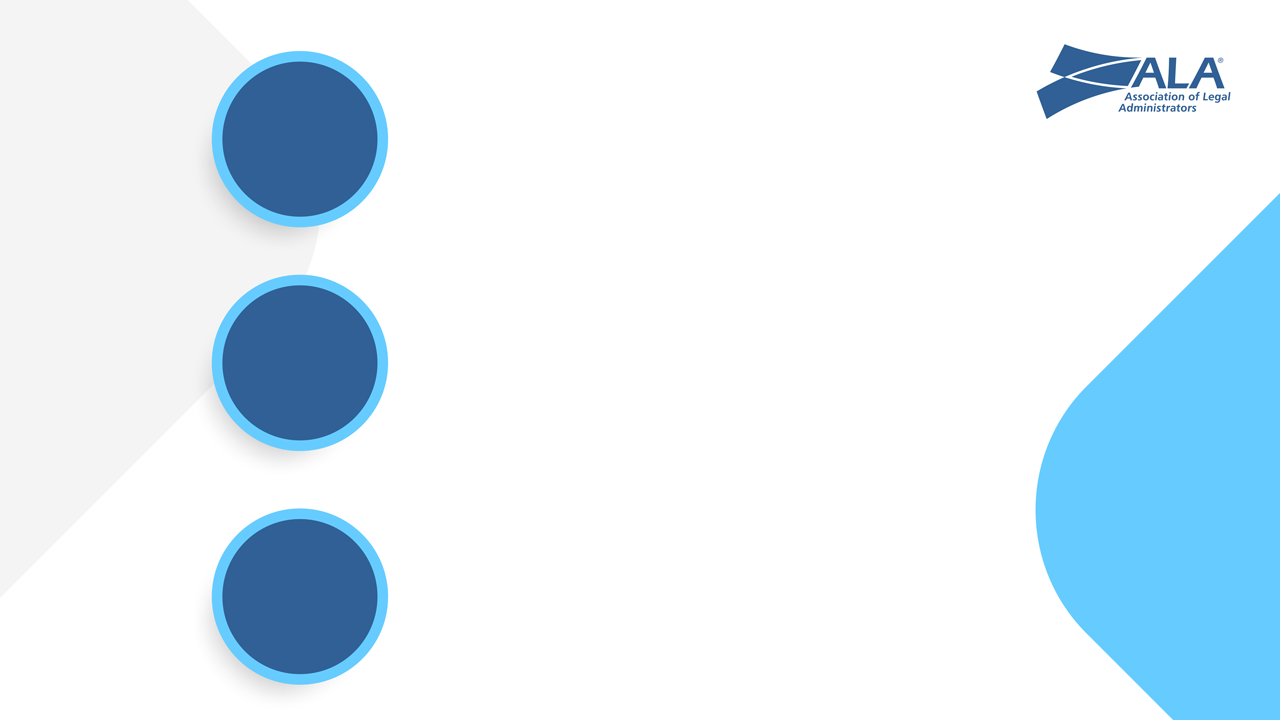 ALA®
Association of Legal
Administrators